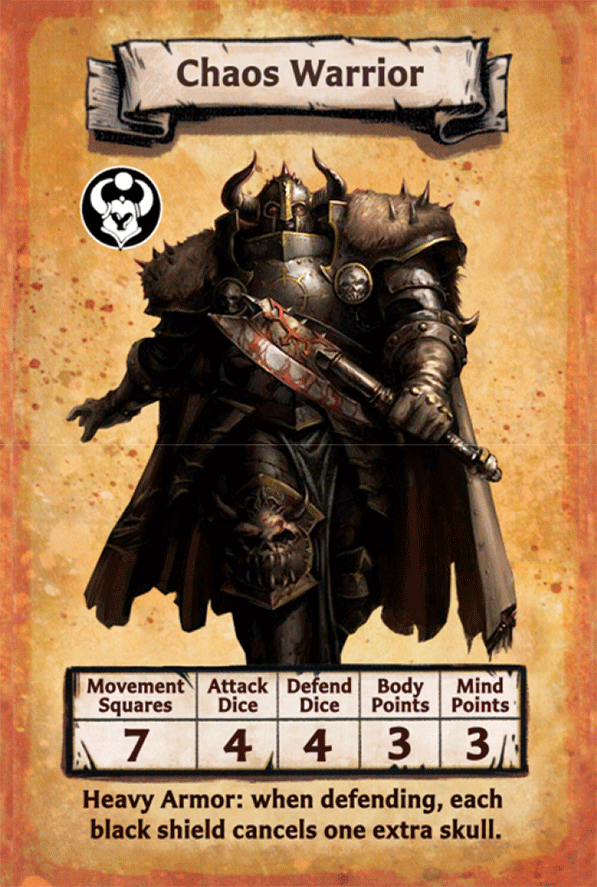 Chaos Warrior
Movement Squares Attack Dice Defend Dice Body Points Mind Points
7 4 4 3 3
Heavy Armor: when defending, each
black shield cancels one extra skull.